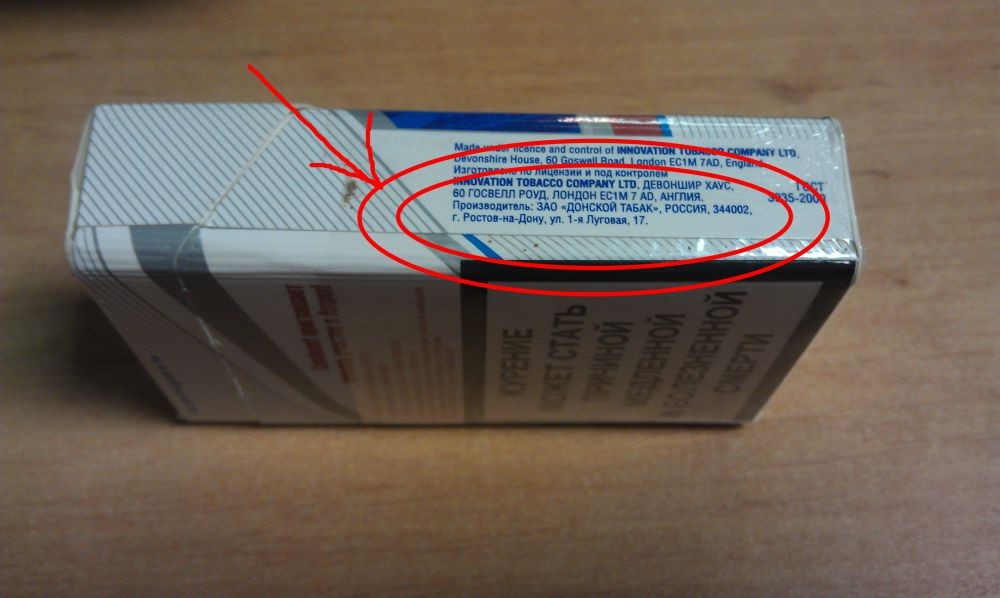 Made under licence and control of INNOVATION TOBACCO COMPANY LTD,
Devonshire House, 60 Goswell Road, London EC1M 7AD, England
Изготовлено по лицензии и под контролем
INNOVATION TOBACCO COMPANY LTD, ДЕВОНШИР ХАУС,
60 ГОСВЕЛЛ РОУД, ЛОНДОН EC1M 7 AD, АНГЛИЯ.
Производитель: ЗАО «ДОНСКОЙ ТАБАК», РОССИЯ, 344002,
г. Ростов-на-Дону, ул. 1-я Луговая, 17.
ГОСТ
3935-2000
КУРЕНИЕ
МОЖЕТ СТАТЬ
ПРИЧИНОЙ
МЕДЛЕННОЙ
И БОЛЕЗНЕННОЙ
СМЕРТИ